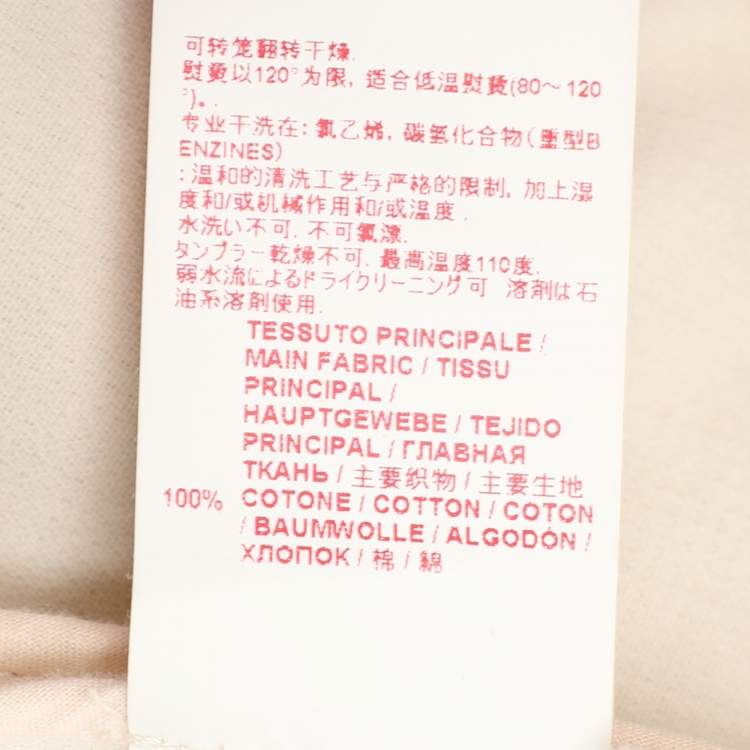 可转笼翻转干燥.
熨烫以120°为限, 适合低温熨烫(80～120
°)。.
专业干洗在: 氯乙烯, 碳氢化合物 (重型B
ENZINES)
: 温和的清洗工艺与严格的限制, 加上湿
度和/或机械作用和/或温度 .
水洗い不可. 不可氯漂.
タンブラー乾燥不可. 最高温度110度.
弱水流によるドライクリーニング可 溶剤は石
油系溶剤使用.
TESSUTO PRINCIPALE /
MAIN FABRIC / TISSU
PRINCIPAL /
HAUPTGEWEBE / TEJIDO
PRINCIPAL / ГЛАВНАЯ
ТКАНЬ / 主要织物 / 主要生地
100% COTONE / COTTON / COTON
/ BAUMWOLLE / ALGODÓN /
ХЛОПОК / 棉 / 綿